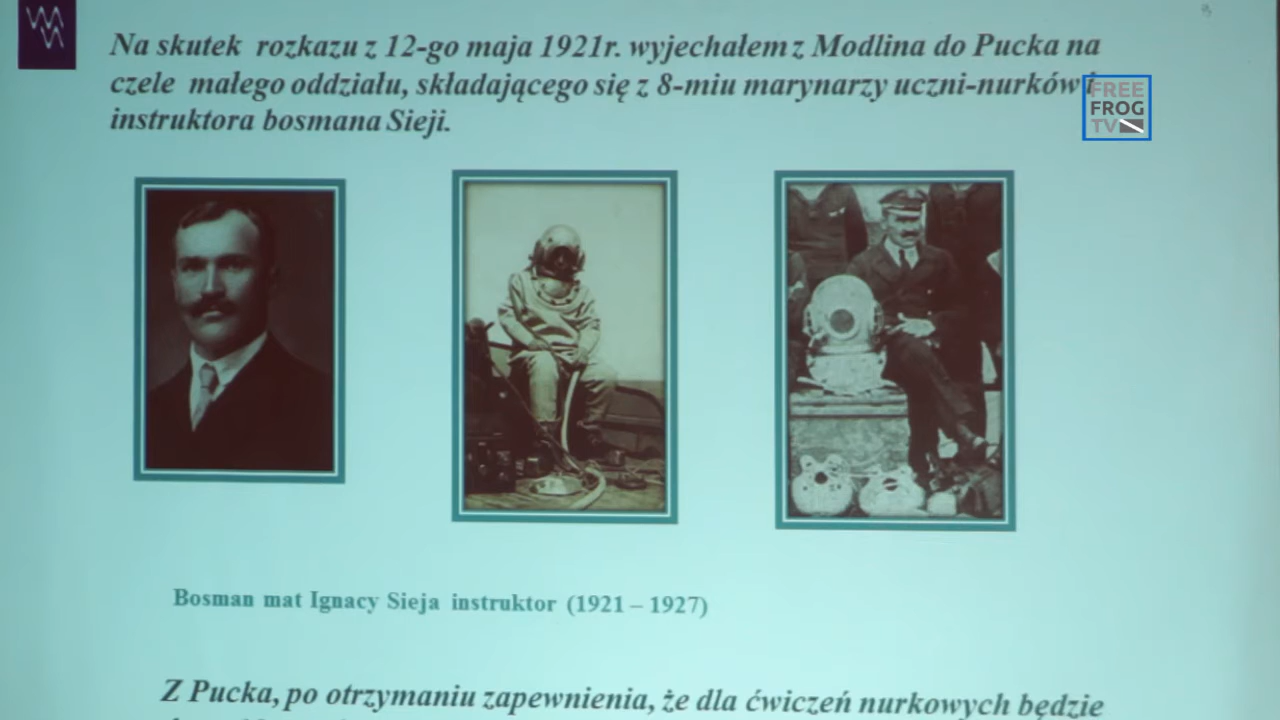 Na skutek rozkazu z 12-go maja 1921r. wyjechałem z Modlina do Pucka na
czele małego oddziału, składającego się z 8-miu marynarzy uczni-nurków i
instruktora bosmana Sieji.
FREE
FROG
TV
Bosman mat Ignacy Sieja instruktor (1921 – 1927)
Z Pucka, po otrzymaniu zapewnienia, że dla ćwiczeń nurkowych będzie